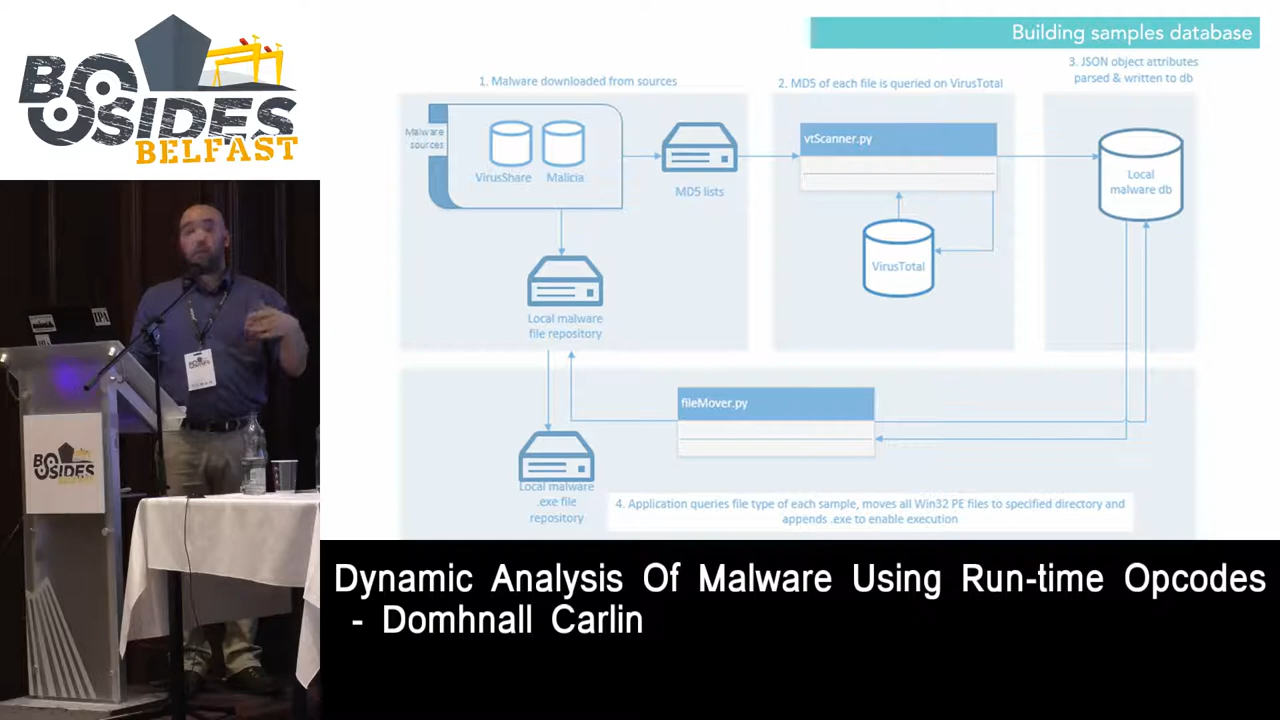 BSIDES
BELFAST
Building samples database
1. Malware downloaded from sources
2. MD5 of each file is queried on VirusTotal
3. JSON object attributes
parsed & written to db
Malware
sources
VirusShare
Malicia
MD5 lists
vtScanner.py
VirusTotal
Local
malware db
Local malware
file repository
fileMover.py
Local malware
.exe file
repository
4. Application queries file type of each sample, moves all Win32 PE files to specified directory and
appends .exe to enable execution
IPA
BSIDES
BELFAST
Dynamic Analysis Of Malware Using Run-time Opcodes
- Domhnall Carlin